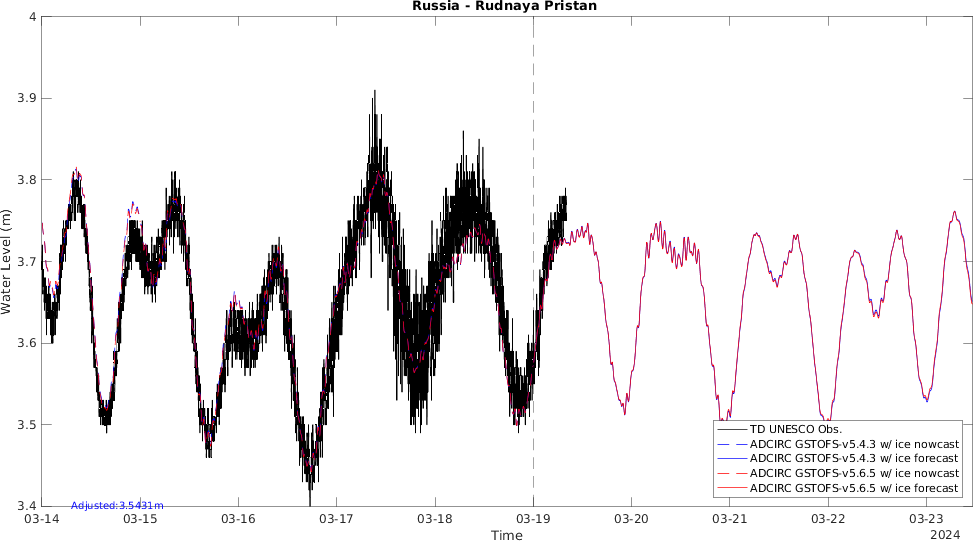 Russia - Rudnaya Pristan
4
3.9
3.8
3.7
3.6
3.5
3.4
Water Level (m)
Adjusted:3.5431m
TD UNESCO Obs.
ADCIRC GSTOFS-v5.4.3 w/ ice nowcast
ADCIRC GSTOFS-v5.4.3 w/ ice forecast
ADCIRC GSTOFS-v5.6.5 w/ ice nowcast
ADCIRC GSTOFS-v5.6.5 w/ ice forecast
03-14 03-15 03-16 03-17 03-18 03-19 03-20 03-21 03-22 03-23
Time
2024